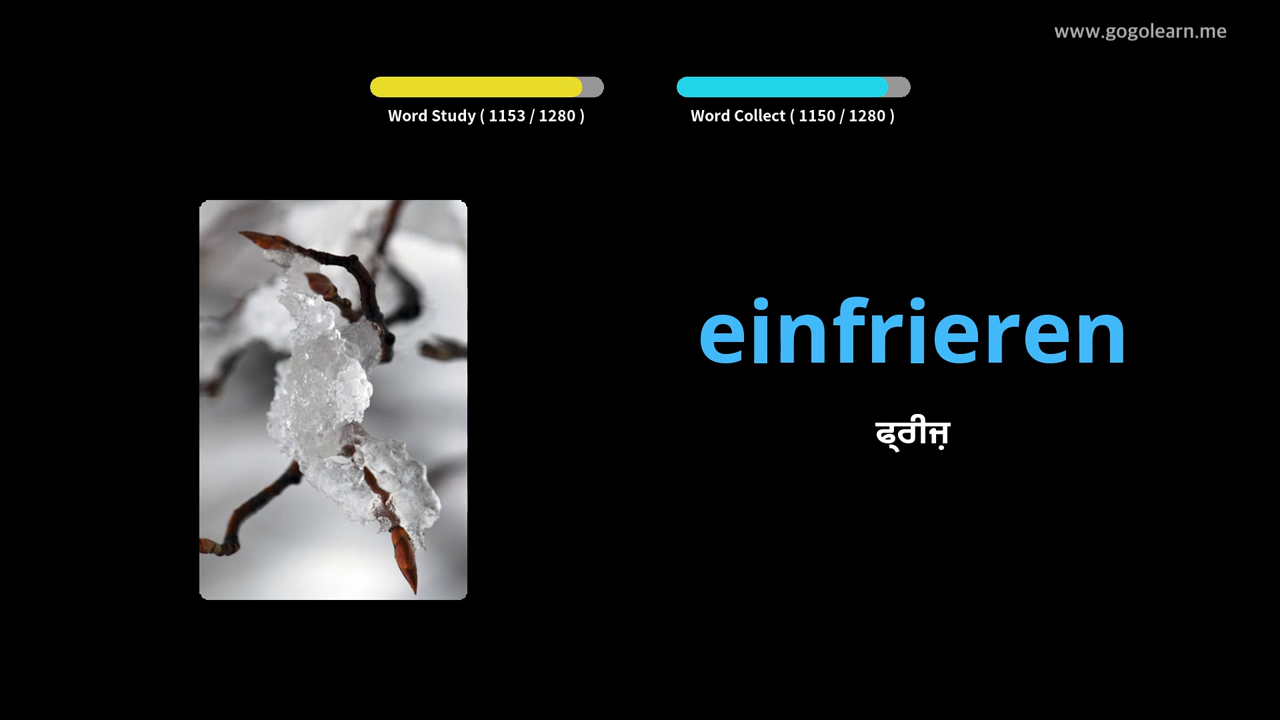 www.gogolearn.me
Word Study ( 1153 / 1280 )
Word Collect ( 1150 / 1280 )
einfrieren
ਫ੍ਰੀਜ਼